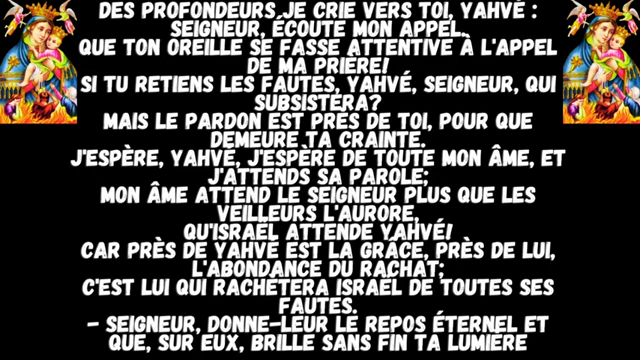 DES PROFONDEURS JE CRIE VERS TOI, YAHVÉ :
SEIGNEUR, ÉCOUTE MON APPEL.
QUE TON OREILLE SE FASSE ATTENTIVE À L'APPEL
DE MA PRIÈRE!
SI TU RETIENS LES FAUTES, YAHVÉ, SEIGNEUR, QUI
SUBSISTERA?
MAIS LE PARDON EST PRÈS DE TOI, POUR QUE
DEMEURE TA CRAINTE.
J'ESPÈRE, YAHVÉ, J'ESPÈRE DE TOUTE MON ÂME, ET
J'ATTENDS SA PAROLE;
MON ÂME ATTEND LE SEIGNEUR PLUS QUE LES
VEILLEURS L'AURORE,
QU'ISRAËL ATTENDE YAHVÉ!
CAR PRÈS DE YAHVÉ EST LA GRÂCE, PRÈS DE LUI,
L'ABONDANCE DU RACHAT;
C'EST LUI QUI RACHÈTERA ISRAËL DE TOUTES SES
FAUTES.
- SEIGNEUR, DONNE-LEUR LE REPOS ÉTERNEL ET
QUE, SUR EUX, BRILLE SANS FIN TA LUMIÈRE